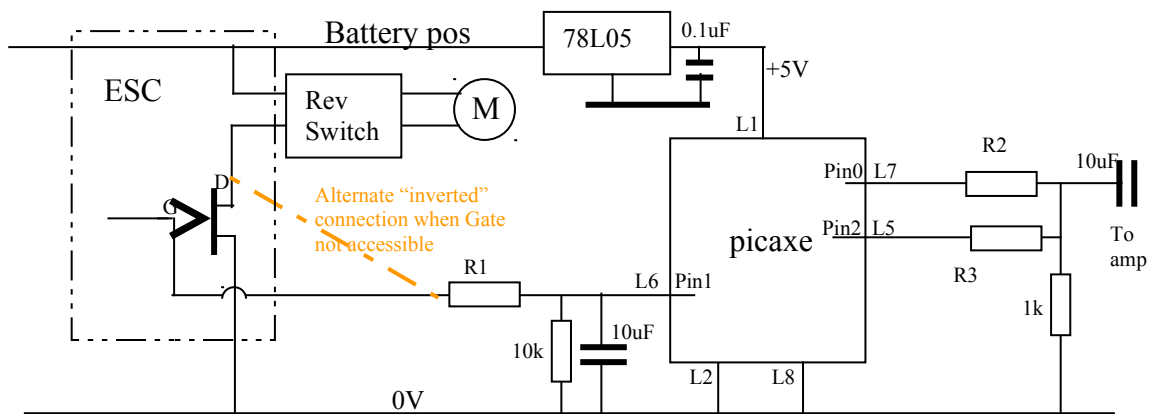 Battery pos
78L05
0.1uF
+5V
ESC
Rev
Switch
M
L1
R2
10uF
Pin0
L7
D
G
Alternate “inverted”
connection when Gate
not accessible
picaxe
Pin2
L5
To
amp
R3
R1
L6
Pin1
1k
10uF
10k
L2
L8
0V